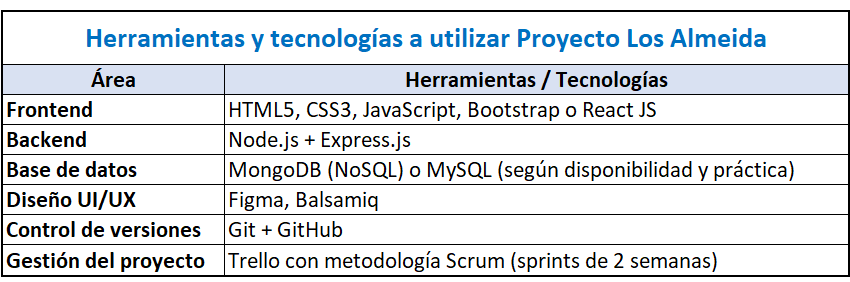 Herramientas y tecnologías a utilizar Proyecto Los Almeida
Área Herramientas / Tecnologías
Frontend HTML5, CSS3, JavaScript, Bootstrap o React JS
Backend Node.js + Express.js
Base de datos MongoDB (NoSQL) o MySQL (según disponibilidad y práctica)
Diseño UI/UX Figma, Balsamiq
Control de versiones Git + GitHub
Gestión del proyecto Trello con metodología Scrum (sprints de 2 semanas)